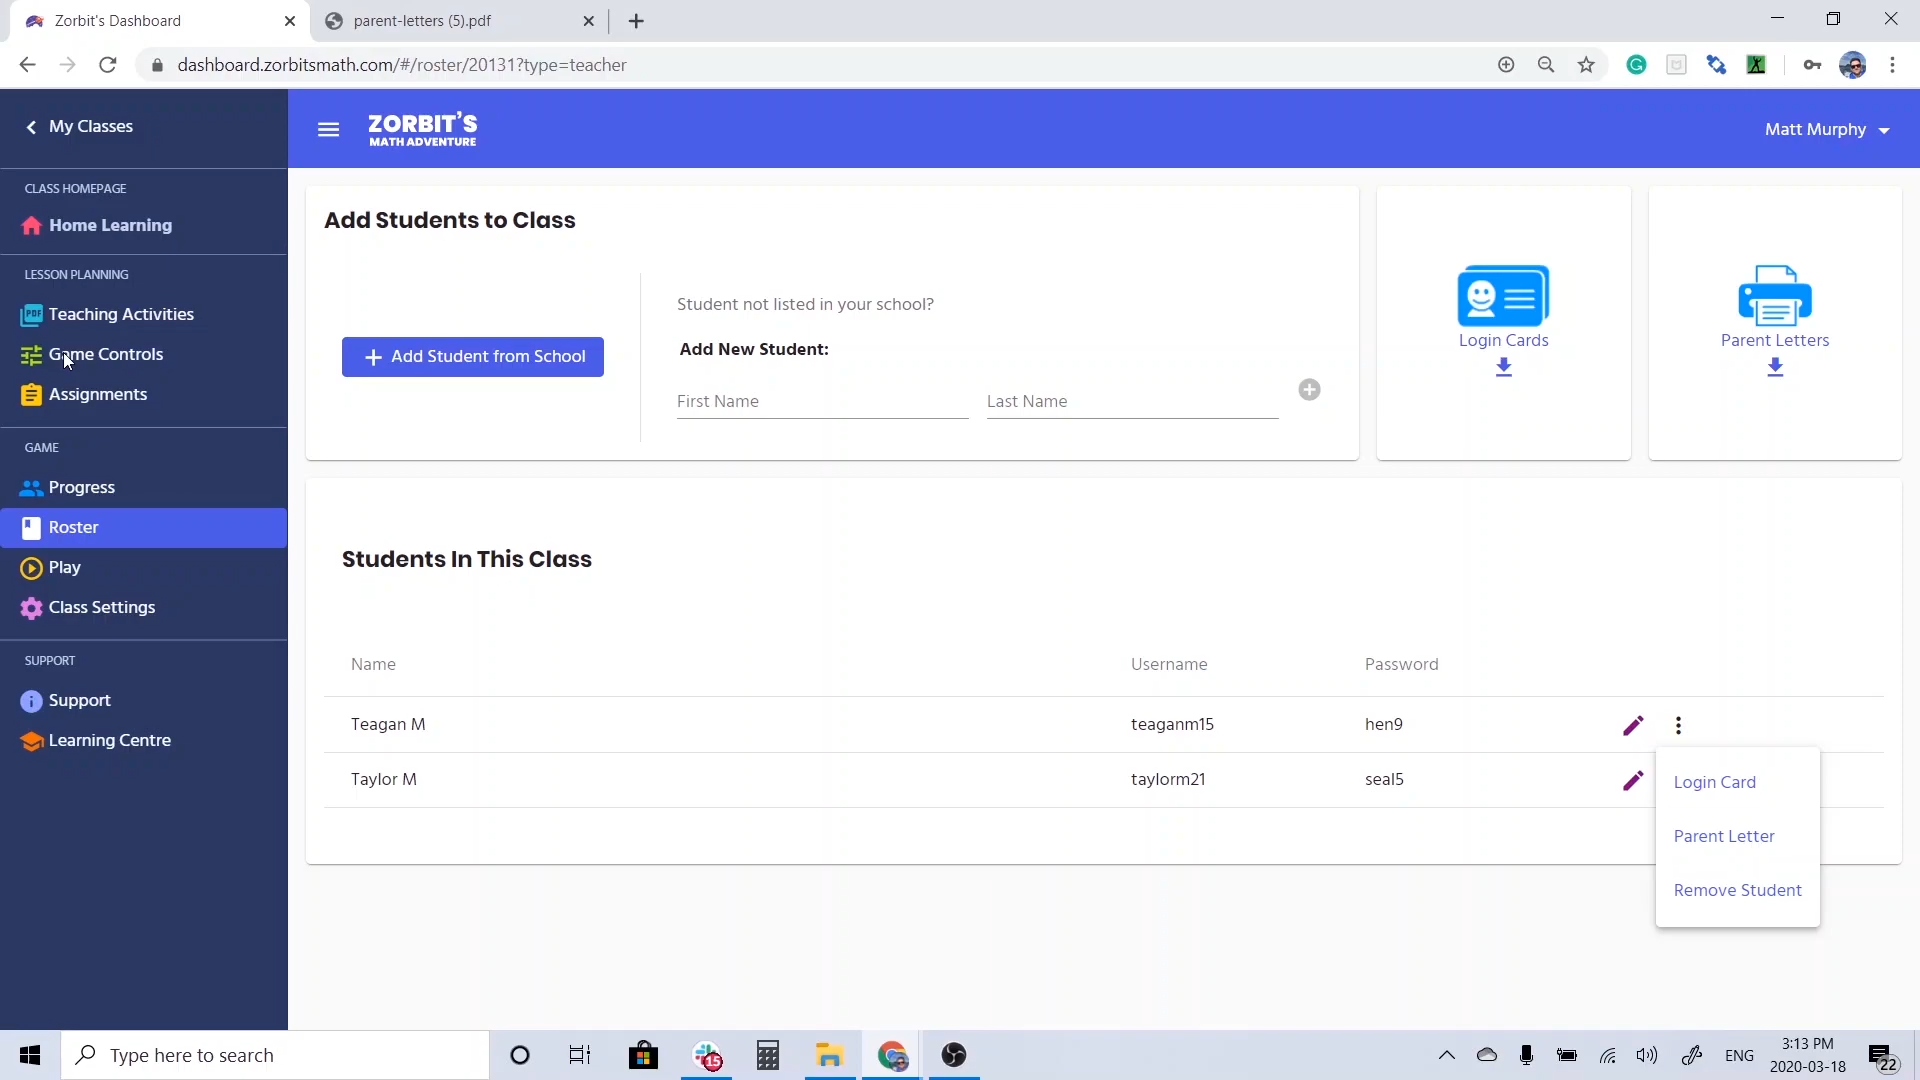 Zorbit's Dashboard
parent-letters (5).pdf
dashboard.zorbitsmath.com/#/roster/20131?type=teacher
My Classes
CLASS HOMEPAGE
Home Learning
LESSON PLANNING
PDF
Teaching Activities
Game Controls
Assignments
GAME
Progress
Roster
Play
Class Settings
SUPPORT
Support
Learning Centre
ZORBIT'S
MATH ADVENTURE
Matt Murphy
Add Students to Class
Add Student from School
Student not listed in your school?
Add New Student:
First Name Last Name
Login Cards
Parent Letters
Students In This Class
Name Username Password
Teagan M teaganm15 hen9
Taylor M taylorm21 seal5
Login Card
Parent Letter
Remove Student
Type here to search
15
ENG
3:13 PM
2020-03-18
22